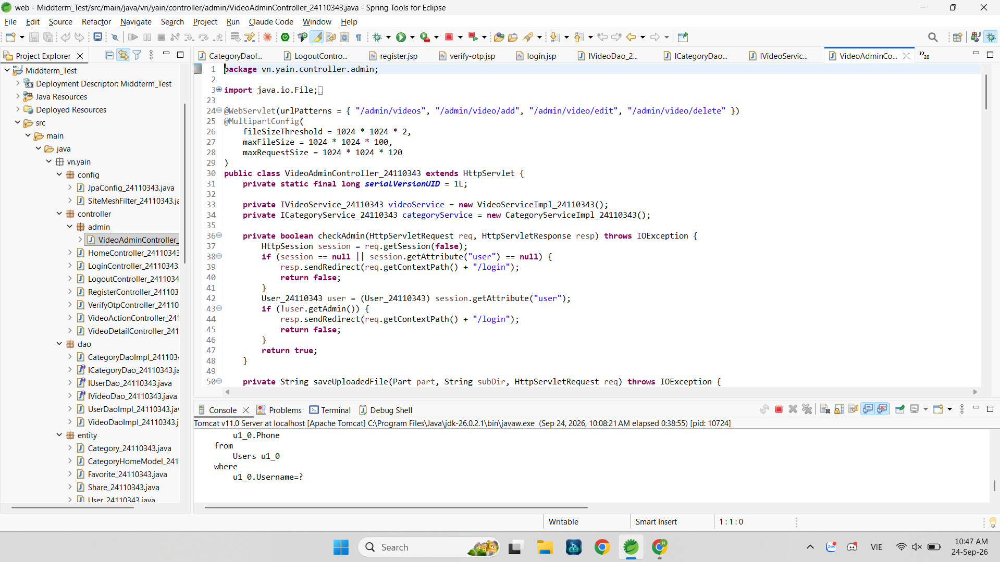 web - Middterm_Test/src/main/java/vn/yain/controller/admin/VideoAdminController_24110343.java - Spring Tools for Eclipse
File Edit Source Refactor Navigate Search Project Run Claude Code Window Help
Project Explorer
Middterm_Test
Deployment Descriptor: Middterm_Test
Java Resources
Deployed Resources
src
main
java
vn.yain
config
JpaConfig_24110343.java
SiteMeshFilter_24110343.ja
controller
admin
VideoAdminController_
HomeController_24110343
LoginController_24110343.
LogoutController_2411034
RegisterController_241103
VerifyOtpController_24110
VideoActionController_241
VideoDetailController_241
dao
CategoryDaoImpl_2411034
ICategoryDao_24110343.ja
IUserDao_24110343.java
IVideoDao_24110343.java
UserDaoImpl_24110343.jav
VideoDaoImpl_24110343.j
entity
Category_24110343.java
CategoryHomeModel_241
Favorite_24110343.java
Share_24110343.java
User_24110343.java
CategoryDaoI... LogoutContro... register.jsp verify-otp.jsp login.jsp IVideoDao_2... ICategoryDao... IVideoServic... VideoAdminCo... »28
1 package vn.yain.controller.admin;
2
3 import java.io.File;
23
24 @WebServlet(urlPatterns = { "/admin/videos", "/admin/video/add", "/admin/video/edit", "/admin/video/delete" })
25 @MultipartConfig(
26 fileSizeThreshold = 1024 * 1024 * 2,
27 maxFileSize = 1024 * 1024 * 100,
28 maxRequestSize = 1024 * 1024 * 120
29 )
30 public class VideoAdminController_24110343 extends HttpServlet {
31 private static final long serialVersionUID = 1L;
32
33 private IVideoService_24110343 videoService = new VideoServiceImpl_24110343();
34 private ICategoryService_24110343 categoryService = new CategoryServiceImpl_24110343();
35
36 private boolean checkAdmin(HttpServletRequest req, HttpServletResponse resp) throws IOException {
37 HttpSession session = req.getSession(false);
38 if (session == null || session.getAttribute("user") == null) {
39 resp.sendRedirect(req.getContextPath() + "/login");
40 return false;
41 }
42 User_24110343 user = (User_24110343) session.getAttribute("user");
43 if (!user.getAdmin()) {
44 resp.sendRedirect(req.getContextPath() + "/login");
45 return false;
46 }
47 return true;
48 }
49
50 private String saveUploadedFile(Part part, String subDir, HttpServletRequest req) throws IOException {
Console Problems Terminal Debug Shell
Tomcat v11.0 Server at localhost [Apache Tomcat] C:\Program Files\Java\jdk-26.0.2.1\bin\javaw.exe (Sep 24, 2026, 10:08:21 AM elapsed 0:38:55) [pid: 10724]
u1_0.Phone
from
Users u1_0
where
u1_0.Username=?
Writable Smart Insert 1 : 1 : 0
Search
Zalo
N
VIE
10:47 AM
24-Sep-26